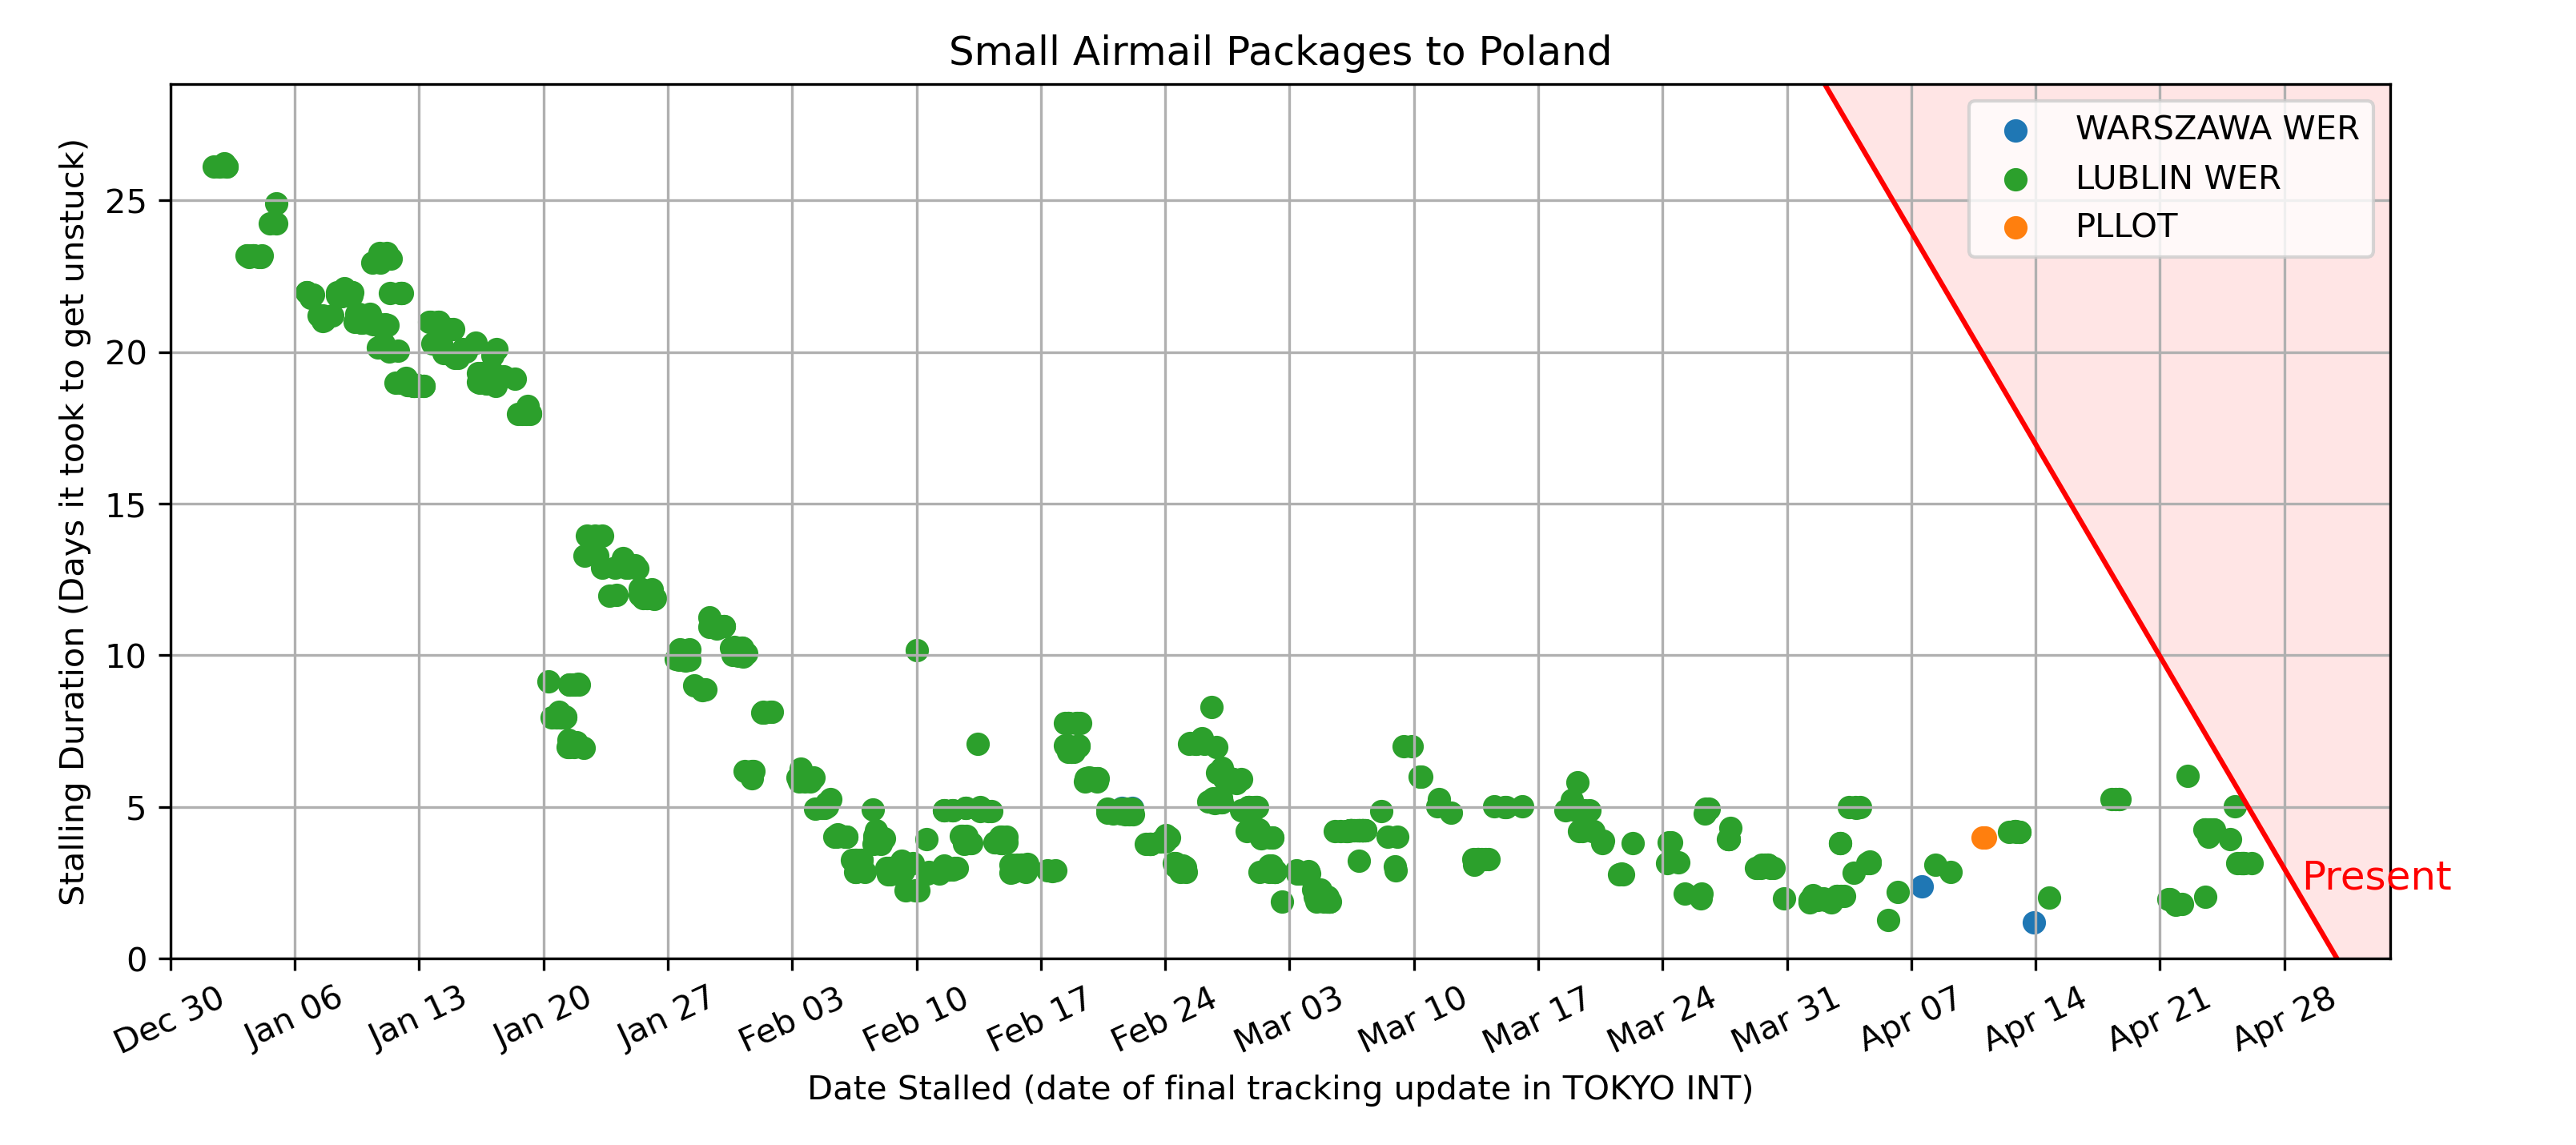 Small Airmail Packages to Poland
WARSZAWA WER
LUBLIN WER
PLLOT
Stalling Duration (Days it took to get unstuck)
25
20
15
10
5
0
Present
Dec 30
Jan 06
Jan 13
Jan 20
Jan 27
Feb 03
Feb 10
Feb 17
Feb 24
Mar 03
Mar 10
Mar 17
Mar 24
Mar 31
Apr 07
Apr 14
Apr 21
Apr 28
Date Stalled (date of final tracking update in TOKYO INT)